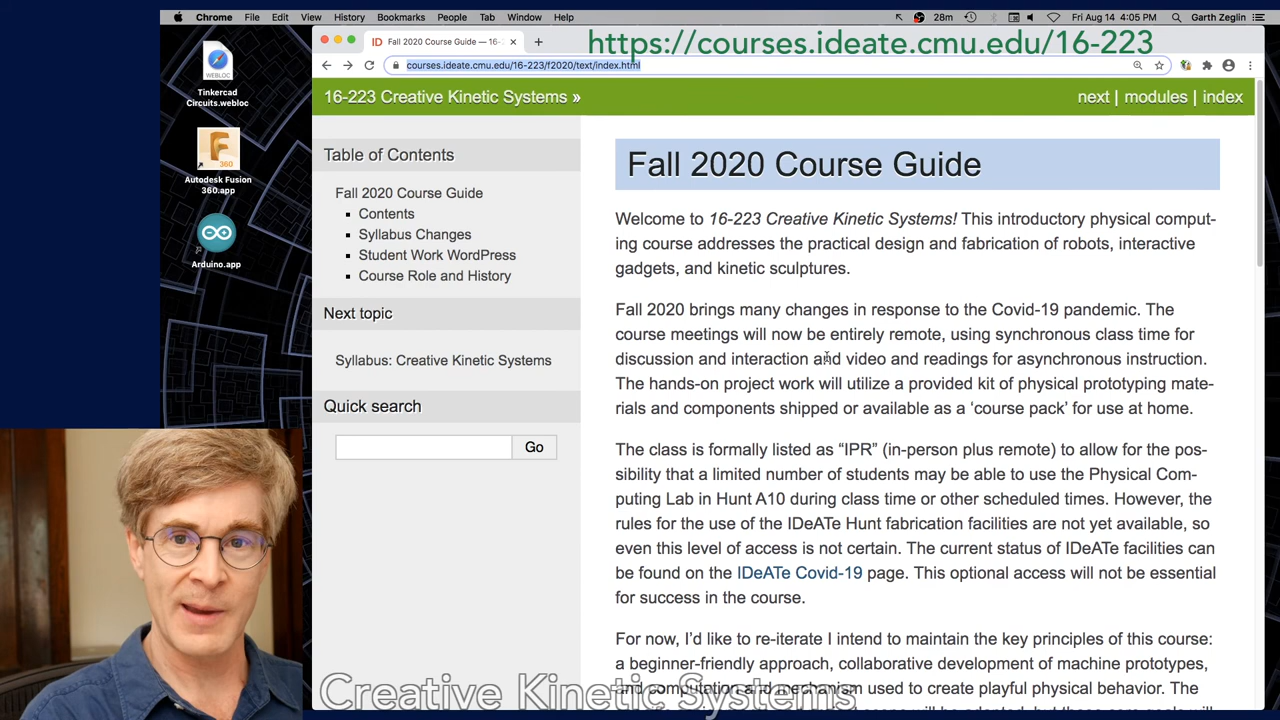 Chrome File Edit View History Bookmarks People Tab Window Help 28m Fri Aug 14 4:05 PM Garth Zeglin
Fall 2020 Course Guide — 16-
https://courses.ideate.cmu.edu/16-223
courses.ideate.cmu.edu/16-223/f2020/text/index.html
WEBLOC
Tinkercad
Circuits.webloc
F
360
Autodesk Fusion
360.app
Arduino.app
16-223 Creative Kinetic Systems » next | modules | index
Table of Contents
Fall 2020 Course Guide
Contents
Syllabus Changes
Student Work WordPress
Course Role and History
Next topic
Syllabus: Creative Kinetic Systems
Quick search
Go
Fall 2020 Course Guide
Welcome to 16-223 Creative Kinetic Systems! This introductory physical comput-
ing course addresses the practical design and fabrication of robots, interactive
gadgets, and kinetic sculptures.
Fall 2020 brings many changes in response to the Covid-19 pandemic. The
course meetings will now be entirely remote, using synchronous class time for
discussion and interaction and video and readings for asynchronous instruction.
The hands-on project work will utilize a provided kit of physical prototyping mate-
rials and components shipped or available as a ‘course pack’ for use at home.
The class is formally listed as “IPR” (in-person plus remote) to allow for the pos-
sibility that a limited number of students may be able to use the Physical Com-
puting Lab in Hunt A10 during class time or other scheduled times. However, the
rules for the use of the IDeATe Hunt fabrication facilities are not yet available, so
even this level of access is not certain. The current status of IDeATe facilities can
be found on the IDeATe Covid-19 page. This optional access will not be essential
for success in the course.
For now, I’d like to re-iterate I intend to maintain the key principles of this course:
a beginner-friendly approach, collaborative development of machine prototypes,
and computation and mechanism used to create playful physical behavior. The
Creative Kinetic Systems